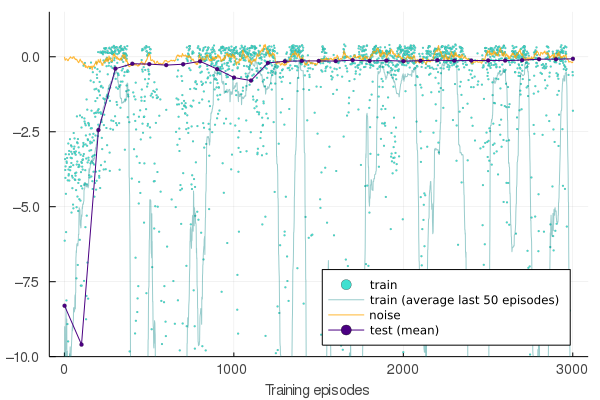 0.0
−2.5
−5.0
−7.5
−10.0
train
train (average last 50 episodes)
noise
test (mean)
0
1000
2000
3000
Training episodes